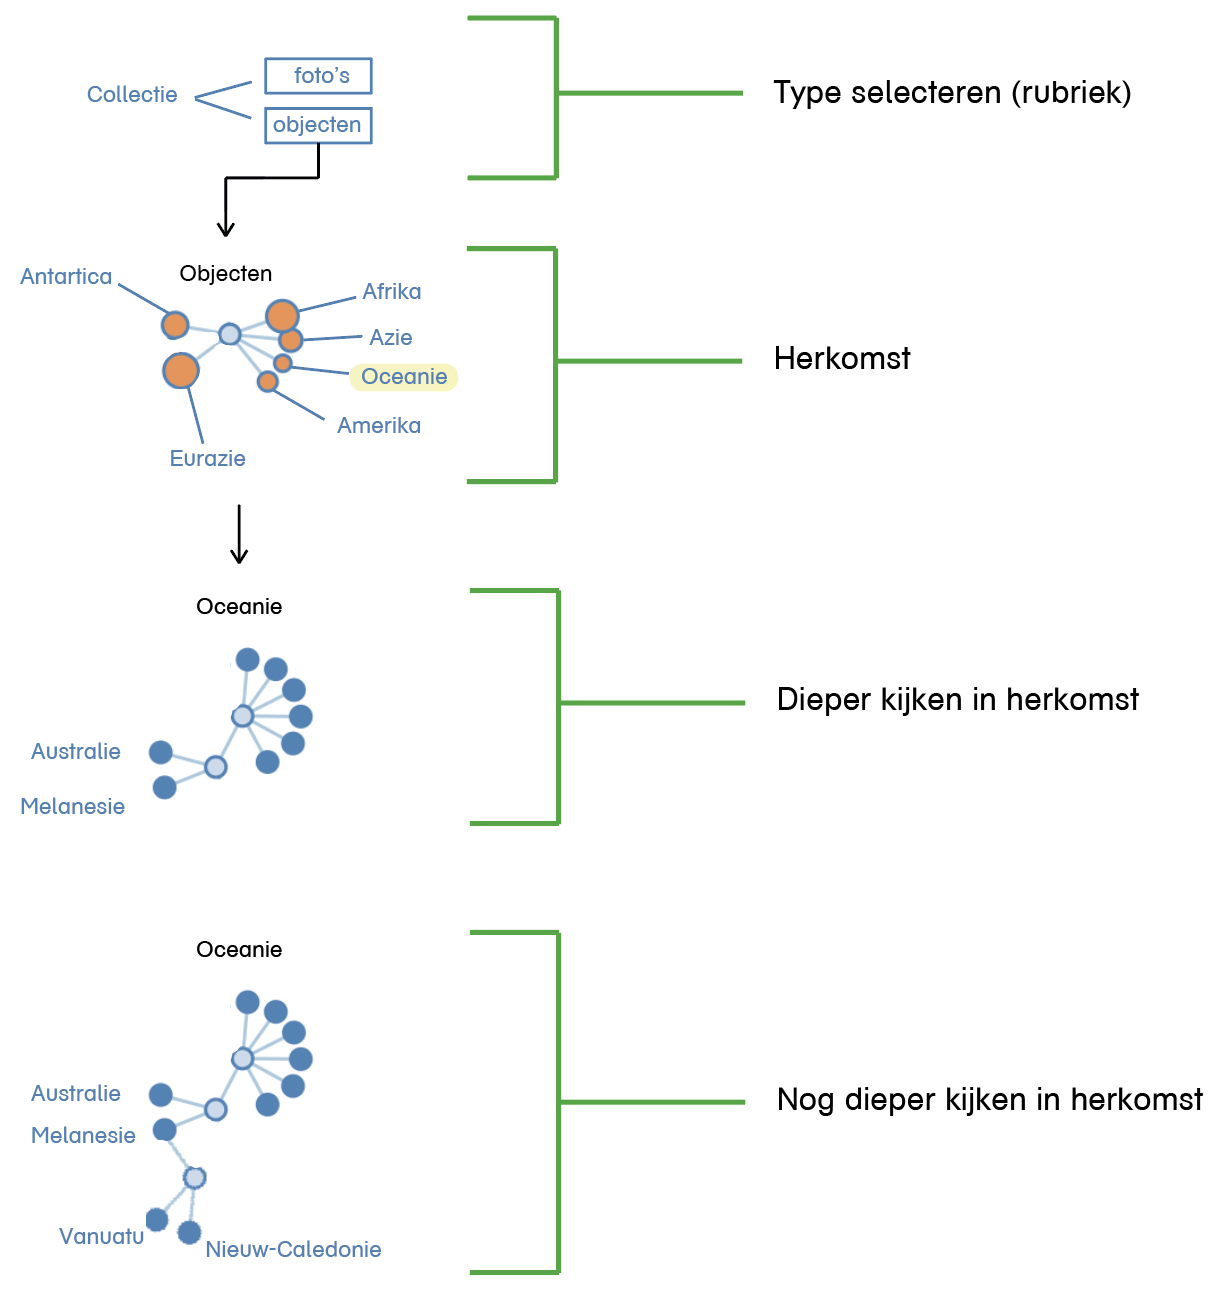 Collectie
foto's
objecten
Type selecteren (rubriek)
Objecten
Antartica
Afrika
Azie
Oceanie
Amerika
Eurazie
Herkomst
Oceanie
Australie
Melanesie
Dieper kijken in herkomst
Oceanie
Australie
Melanesie
Vanuatu
Nieuw-Caledonie
Nog dieper kijken in herkomst